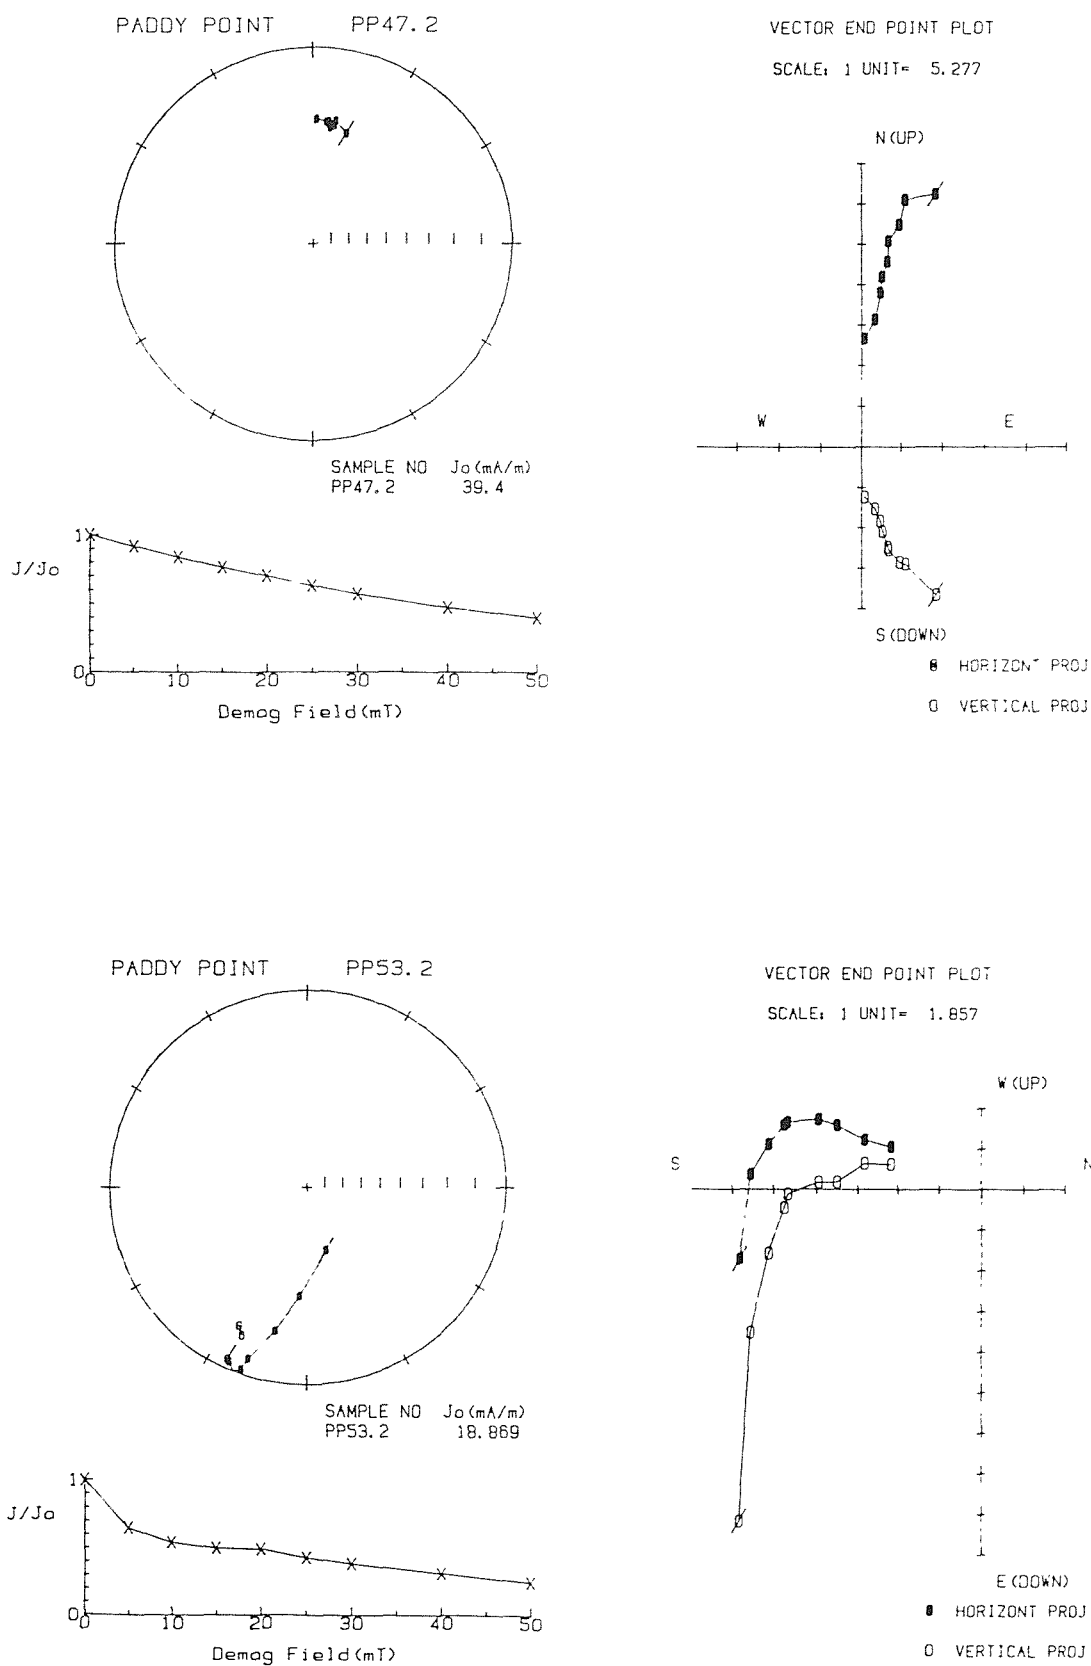 PADDY POINT PP47.2
VECTOR END POINT PLOT
SCALE: 1 UNIT= 5.277
N(UP)
W E
SAMPLE NO Jo(mA/m)
PP47.2 39.4
1
J/Jo
0
0 10 20 30 40 50
Demag Field(mT)
S(DOWN)
HORIZONT PROJ
VERTICAL PROJ
PADDY POINT PP53.2
VECTOR END POINT PLOT
SCALE: 1 UNIT= 1.857
W(UP)
S N
SAMPLE NO Jo(mA/m)
PP53.2 18.869
1
J/Jo
0
0 10 20 30 40 50
Demag Field(mT)
E(DOWN)
HORIZONT PROJ
VERTICAL PROJ